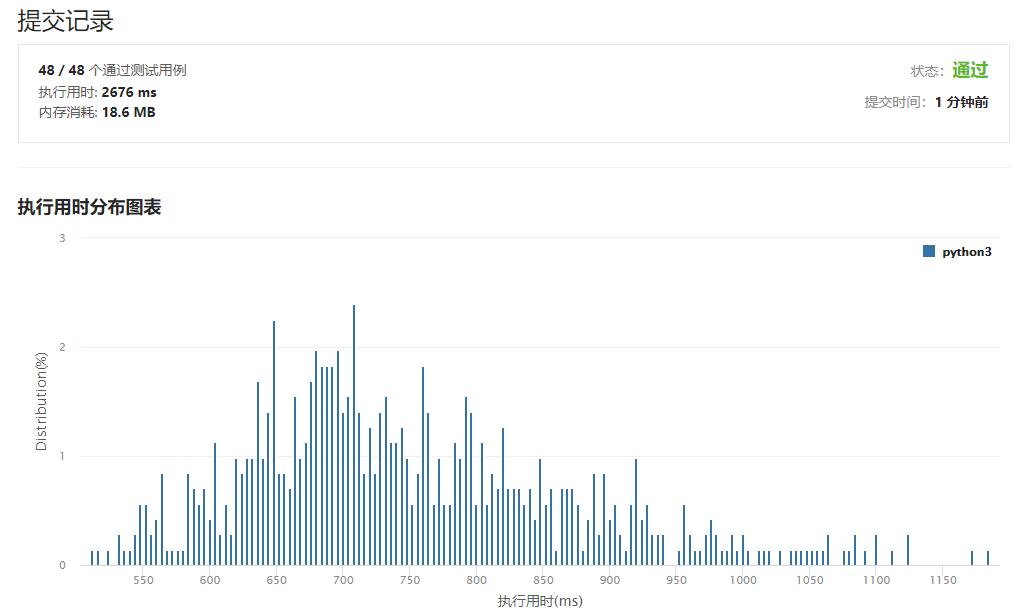 提交记录
48 / 48 个通过测试用例
状态：通过
执行用时: 2676 ms
提交时间：1 分钟前
内存消耗: 18.6 MB
执行用时分布图表
3
python3
2
Distribution(%)
1
0
550 600 650 700 750 800 850 900 950 1000 1050 1100 1150
执行用时(ms)